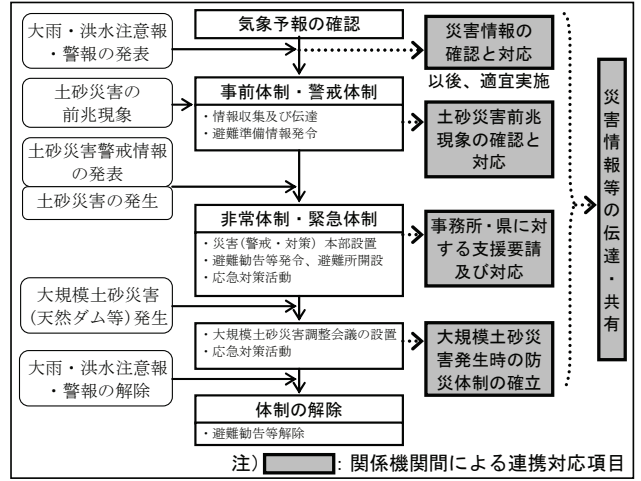 気象予報の確認
大雨・洪水注意報
・警報の発表
災害情報の
確認と対応
以後、適宜実施
土砂災害の
前兆現象
事前体制・警戒体制
・情報収集及び伝達
・避難準備情報発令
土砂災害前兆
現象の確認と
対応
土砂災害警戒情報
の発表
土砂災害の発生
非常体制・緊急体制
・災害(警戒・対策) 本部設置
・避難勧告等発令、避難所開設
・応急対策活動
事務所・県に対
する支援要請
及び対応
大規模土砂災害
(天然ダム等)発生
・大規模土砂災害調整会議の設置
・応急対策活動
大規模土砂災
害発生時の防
災体制の確立
大雨・洪水注意報
・警報の解除
体制の解除
・避難勧告等解除
災害情報等の伝達・共有
注) : 関係機関間による連携対応項目